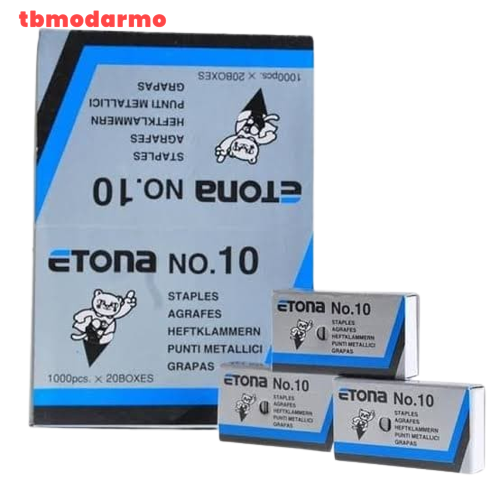 tbmodarmo
1000pcs. × 20BOXES
GRAPAS
PUNTI METALLICI
HEFTKLAMMERN
AGRAFES
STAPLES
ETONA NO.10
ETONA NO.10
STAPLES
AGRAFES
HEFTKLAMMERN
PUNTI METALLICI
GRAPAS
1000pcs. × 20BOXES
ETONA No.10
STAPLES
AGRAFES
HEFTKLAMMERN
PUNTI METALLICI
GRAPAS
ETONA No.10
STAPLES
AGRAFES
HEFTKLAMMERN
PUNTI METALLICI
GRAPAS
ETONA No.10
STAPLES
AGRAFES
HEFTKLAMMERN
PUNTI METALLICI
GRAPAS